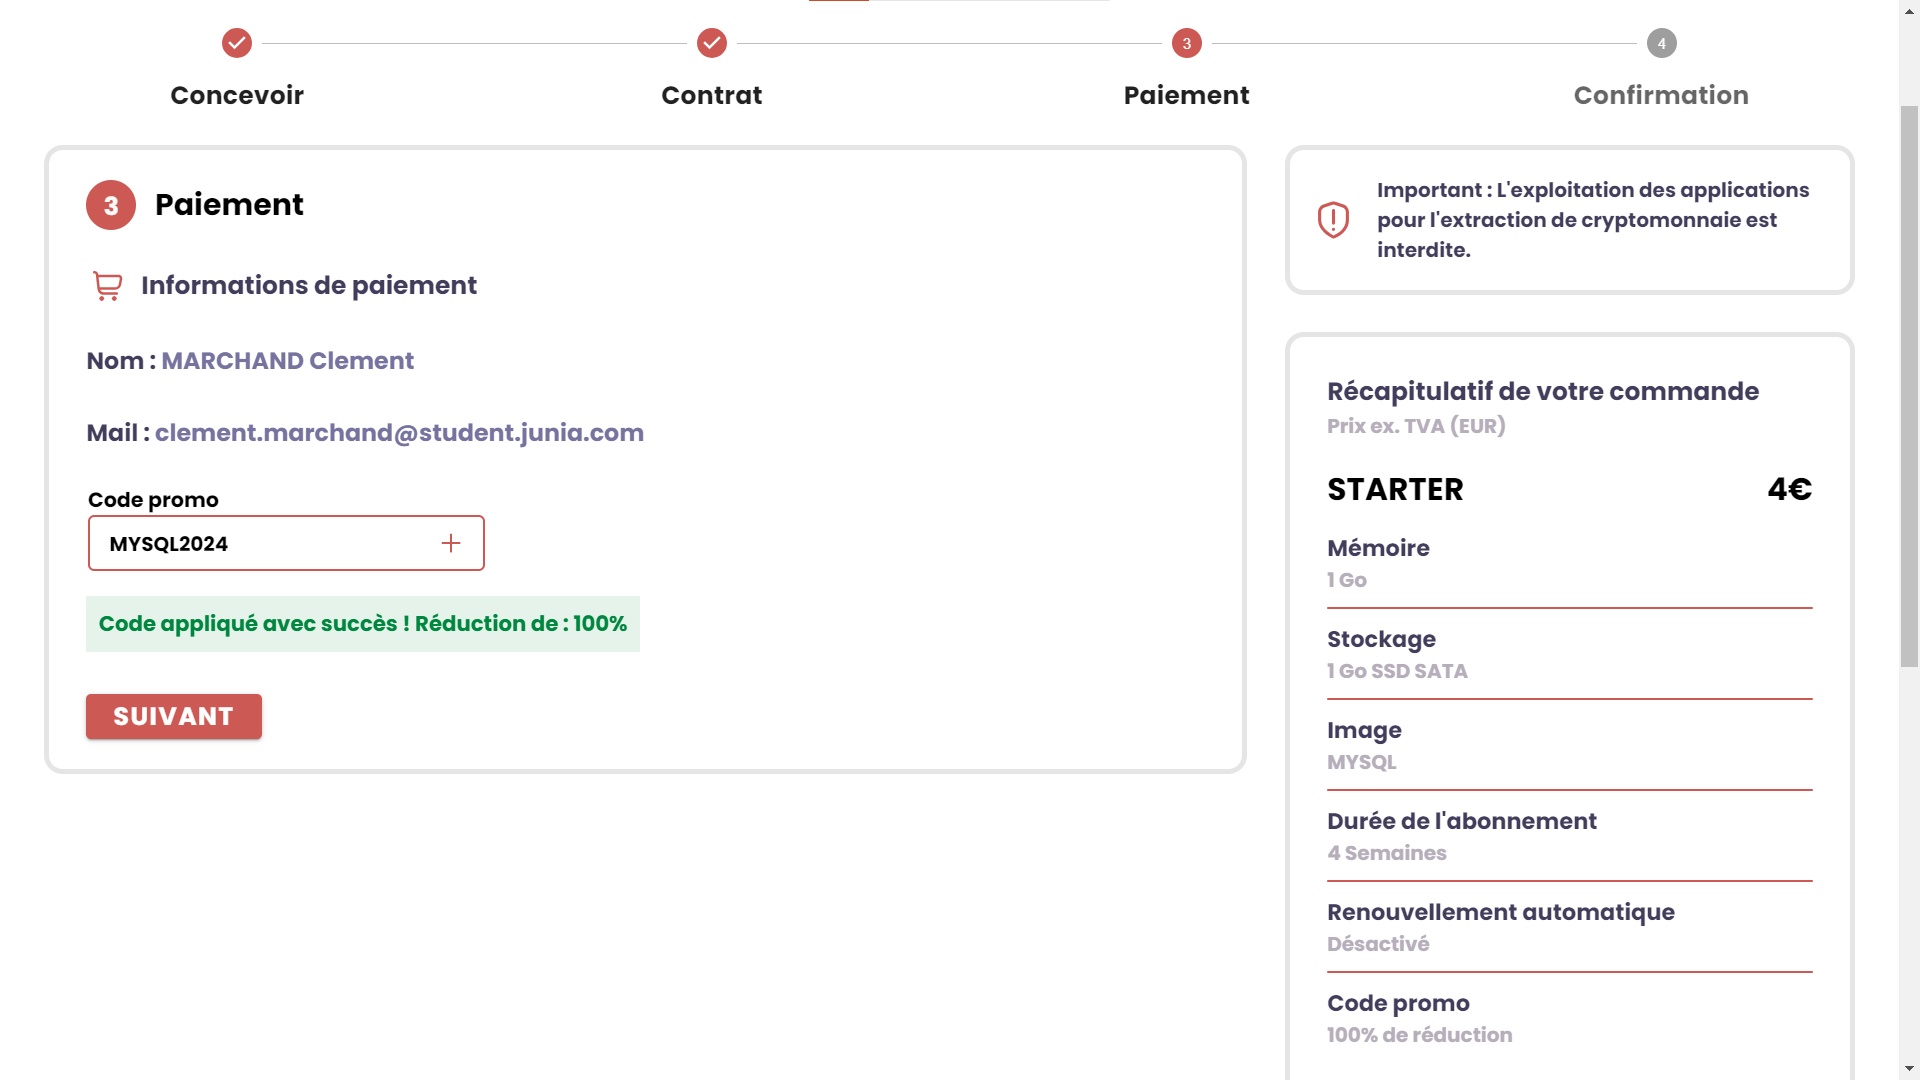 3
4
Concevoir
Contrat
Paiement
Confirmation
3
Paiement
Informations de paiement
Nom : MARCHAND Clement
Mail : clement.marchand@student.junia.com
Code promo
MYSQL2024
Code appliqué avec succès ! Réduction de : 100%
SUIVANT
Important : L'exploitation des applications
pour l'extraction de cryptomonnaie est
interdite.
Récapitulatif de votre commande
Prix ex. TVA (EUR)
STARTER 4€
Mémoire
1 Go
Stockage
1 Go SSD SATA
Image
MYSQL
Durée de l'abonnement
4 Semaines
Renouvellement automatique
Désactivé
Code promo
100% de réduction